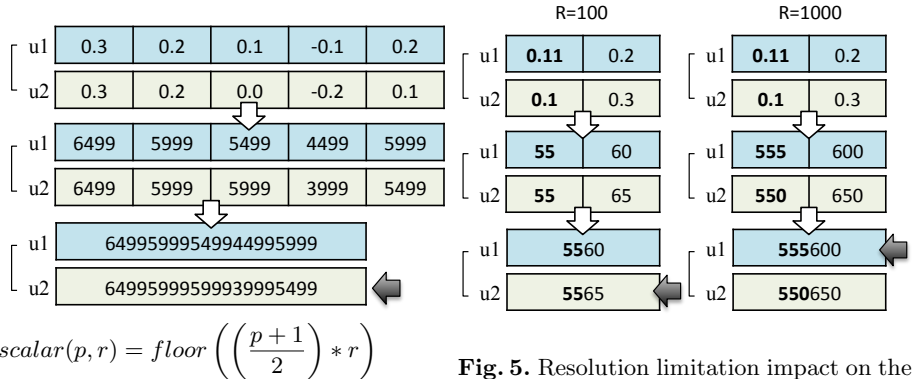 R=100 R=1000
u1 0.3 0.2 0.1 -0.1 0.2
u2 0.3 0.2 0.0 -0.2 0.1
u1 6499 5999 5499 4499 5999
u2 6499 5999 5999 3999 5499
u1 64995999549944995999
u2 64995999599939995499
scalar(p, r) = floor ( ( p + 1 / 2 ) * r )
u1 0.11 0.2
u2 0.1 0.3
u1 55 60
u2 55 65
u1 5560
u2 5565
u1 0.11 0.2
u2 0.1 0.3
u1 555 600
u2 550 650
u1 555600
u2 550650
Fig. 5. Resolution limitation impact on the